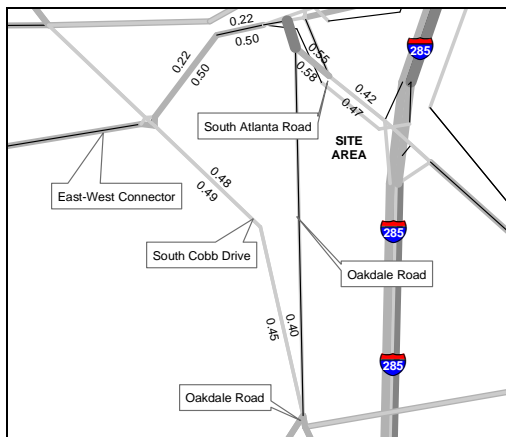 0.22
0.50
285
0.55
0.58
0.22
0.50
0.42
0.47
South Atlanta Road
SITE
AREA
0.48
0.49
East-West Connector
285
South Cobb Drive
Oakdale Road
0.45
0.40
285
Oakdale Road